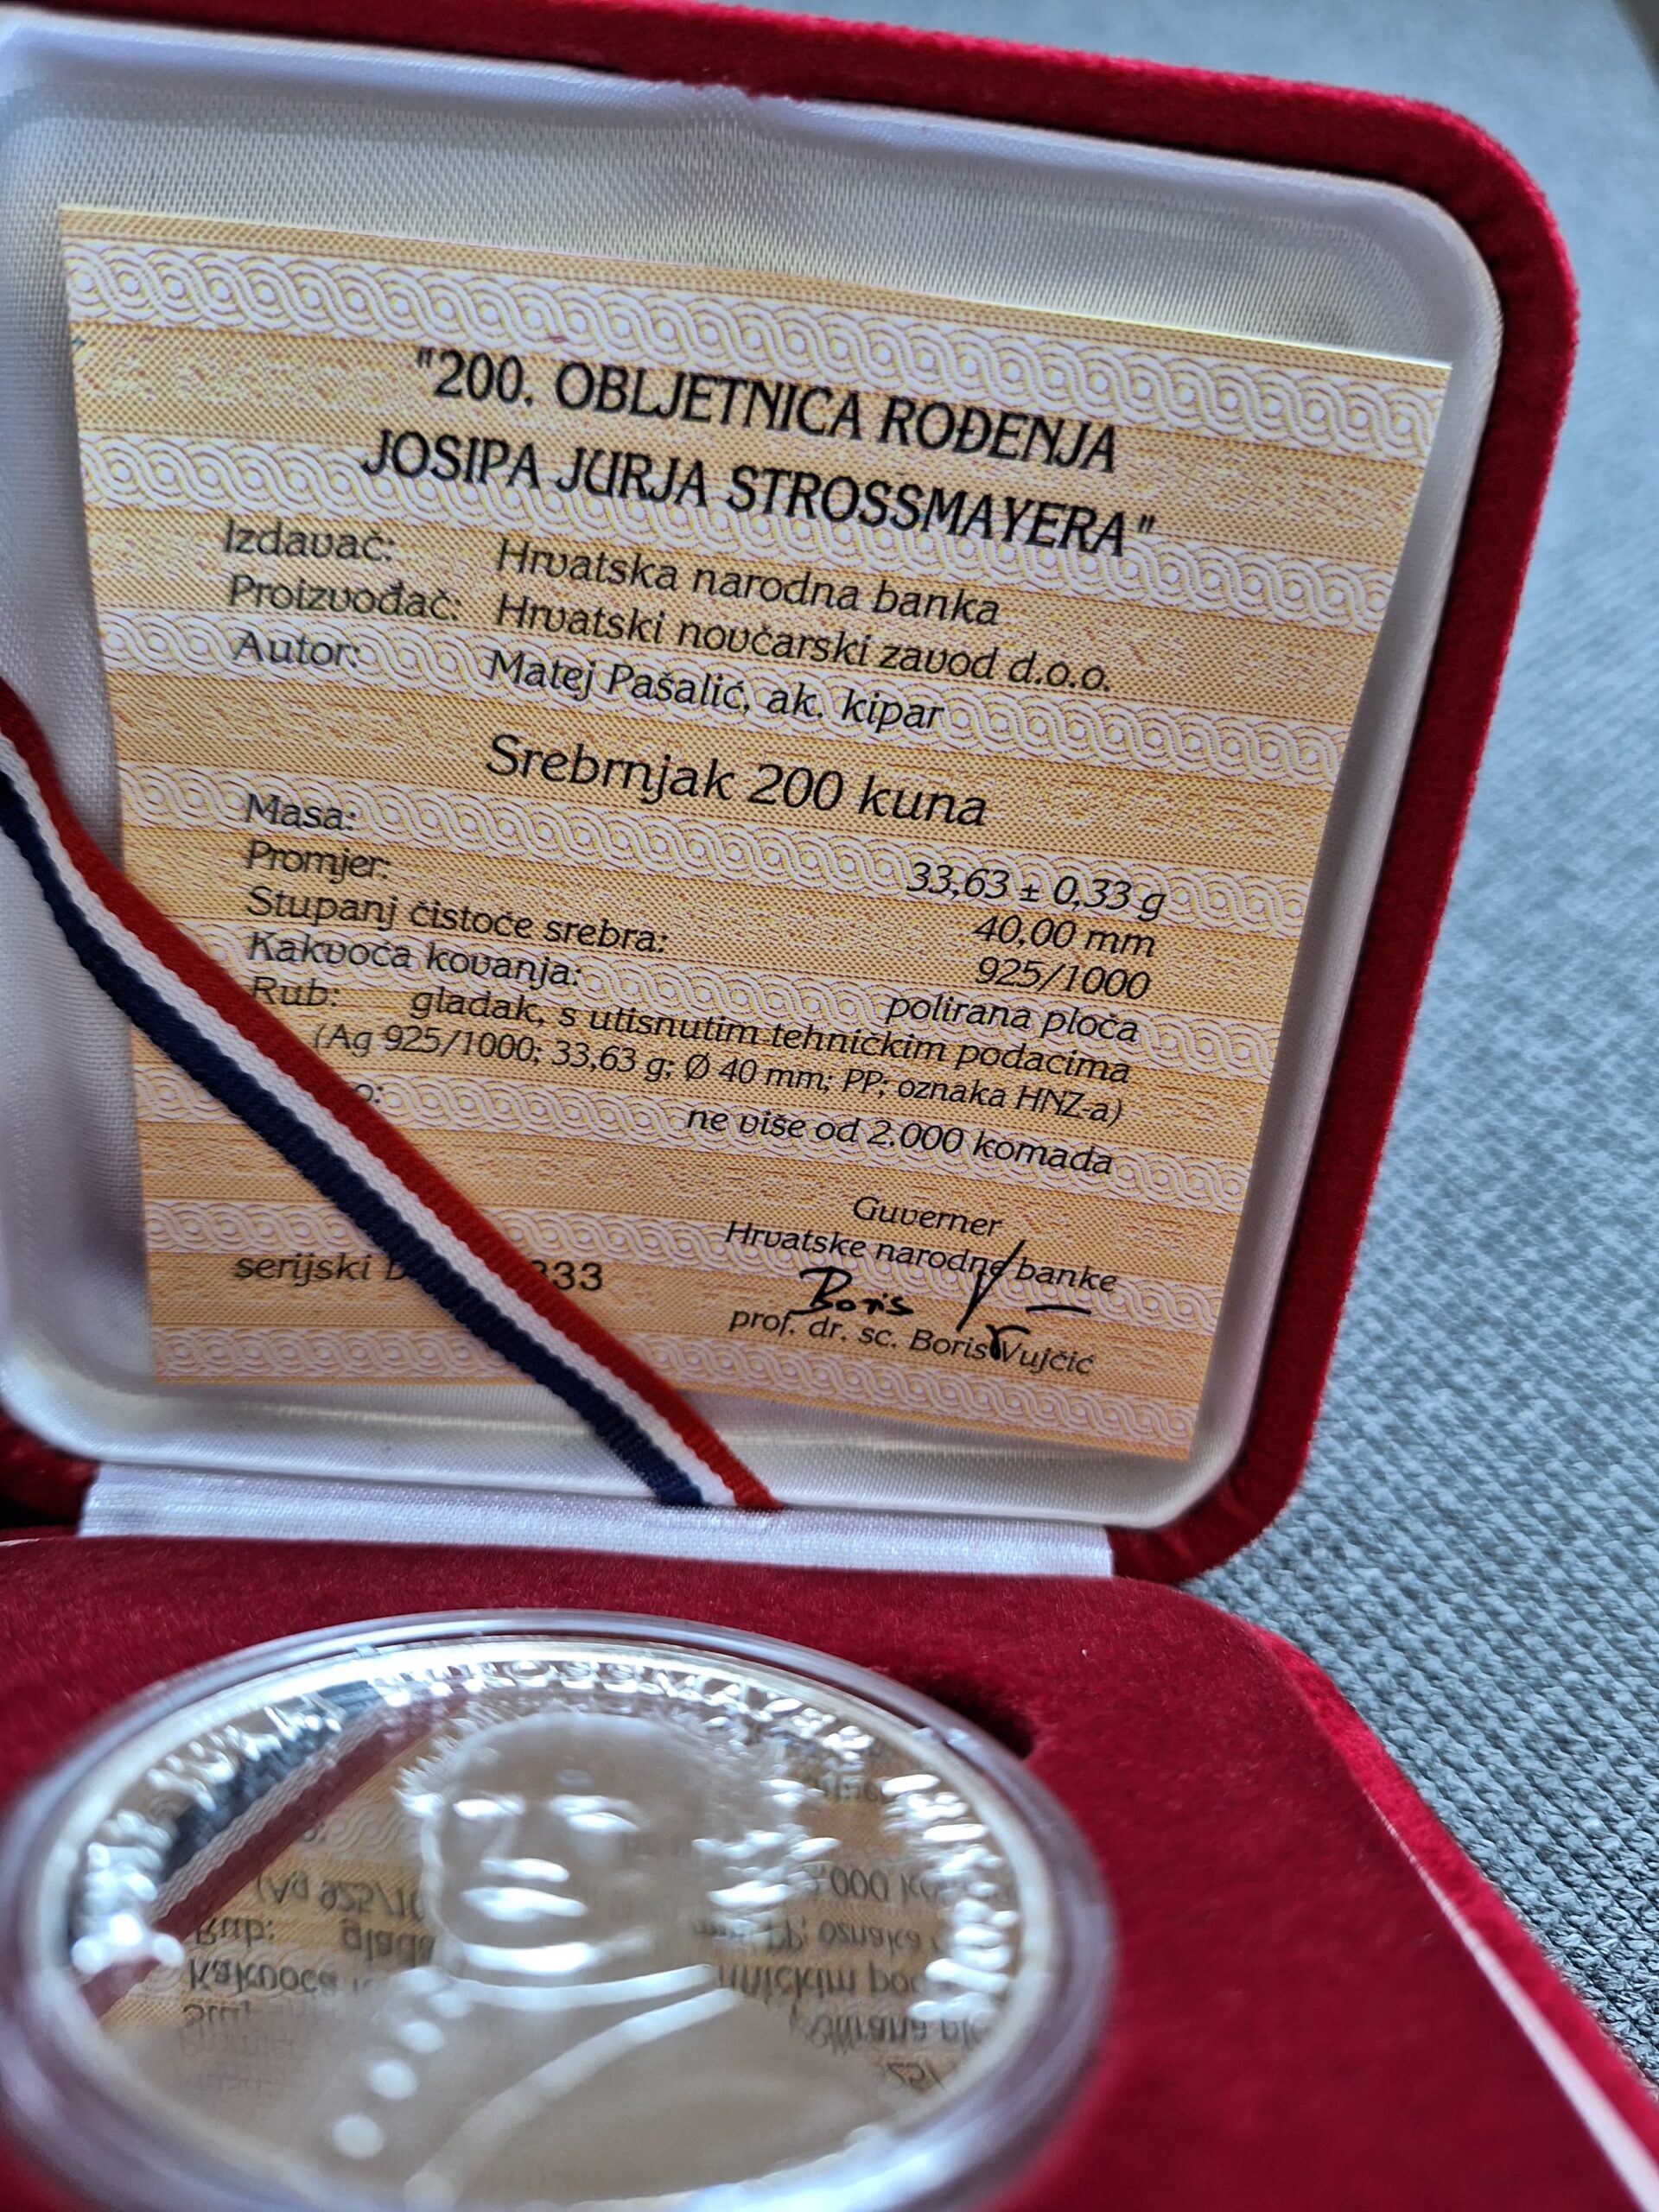 "200. OBLJETNICA ROĐENJA
JOSIPA JURJA STROSSMAYERA"
Izdavač: Hrvatska narodna banka
Proizvođač: Hrvatski novčarski zavod d.o.o.
Autor: Matej Pašalić, ak. kipar
Srebrnjak 200 kuna
Masa: 33,63 ± 0,33 g
Promjer: 40,00 mm
Stupanj čistoće srebra: 925/1000
Kakvoća kovanja: polirana ploča
Rub: gladak, s utisnutim tehničkim podacima
(Ag 925/1000; 33,63 g; Ø 40 mm; PP; oznaka HNZ-a)
ne više od 2.000 komada
Guverner
Hrvatske narodne banke
serijski 333
Boris
prof. dr. sc. Boris Vujčić
STROSSMAYER